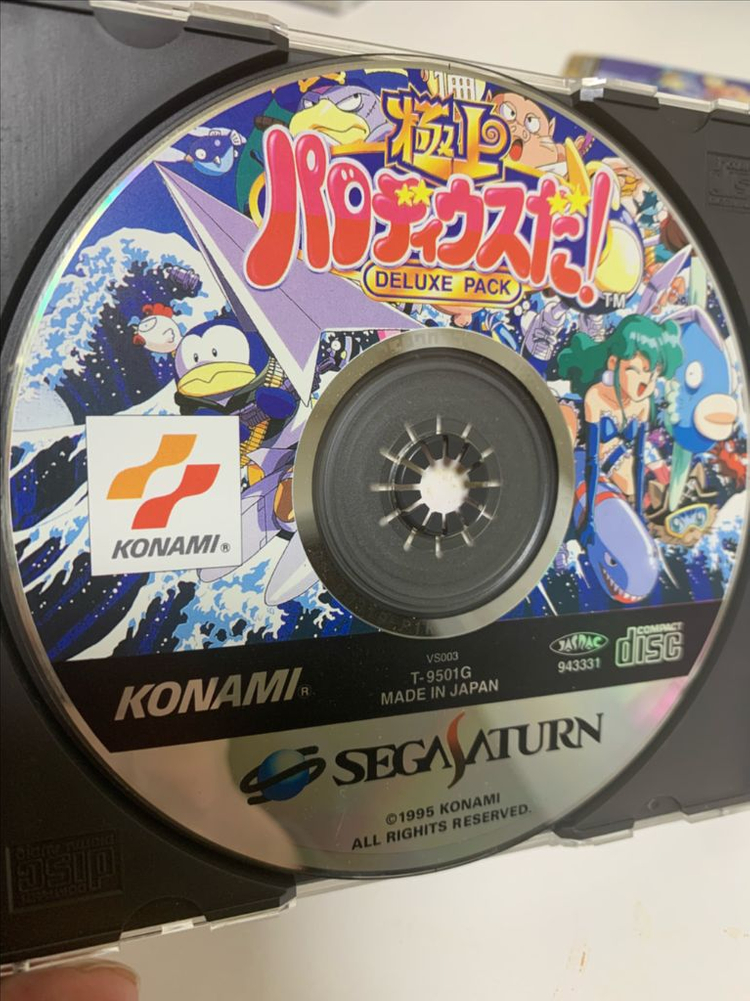 極上
パロディウスだ!
DELUXE PACK
TM
KONAMI®
VS003
T-9501G
MADE IN JAPAN
KONAMI®
JASRAC
943331
COMPACT
disc
SEGA SATURN
©1995 KONAMI
ALL RIGHTS RESERVED.